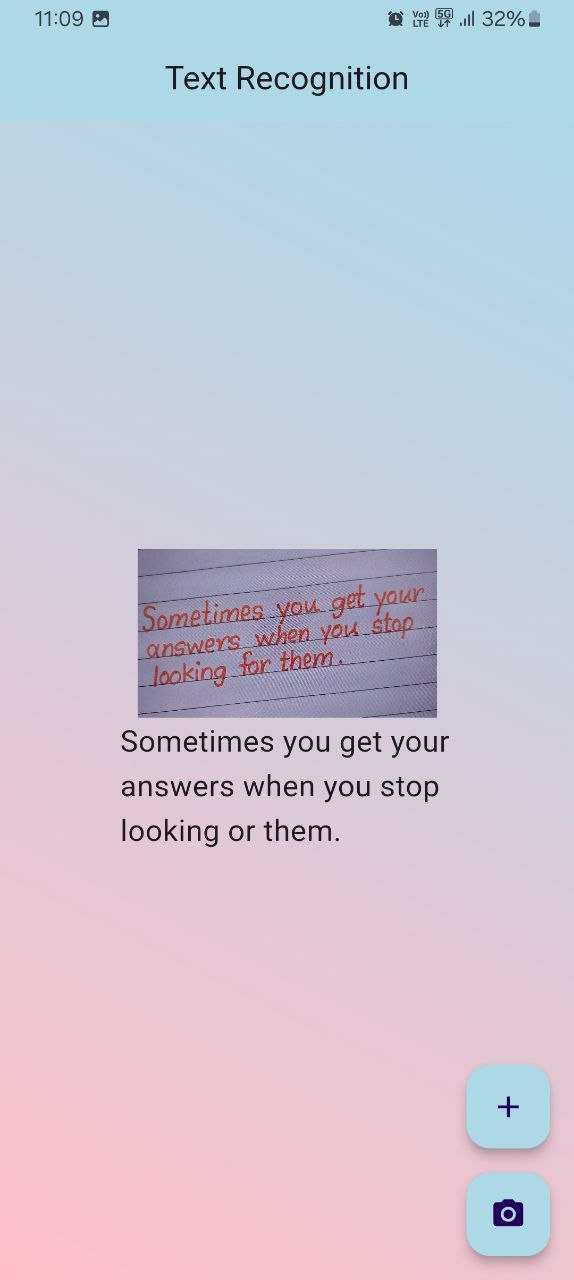 11:09 Vo)) LTE 5G 32%
Text Recognition
Sometimes you get your
answers when you stop
looking for them.
Sometimes you get your
answers when you stop
looking or them.
+